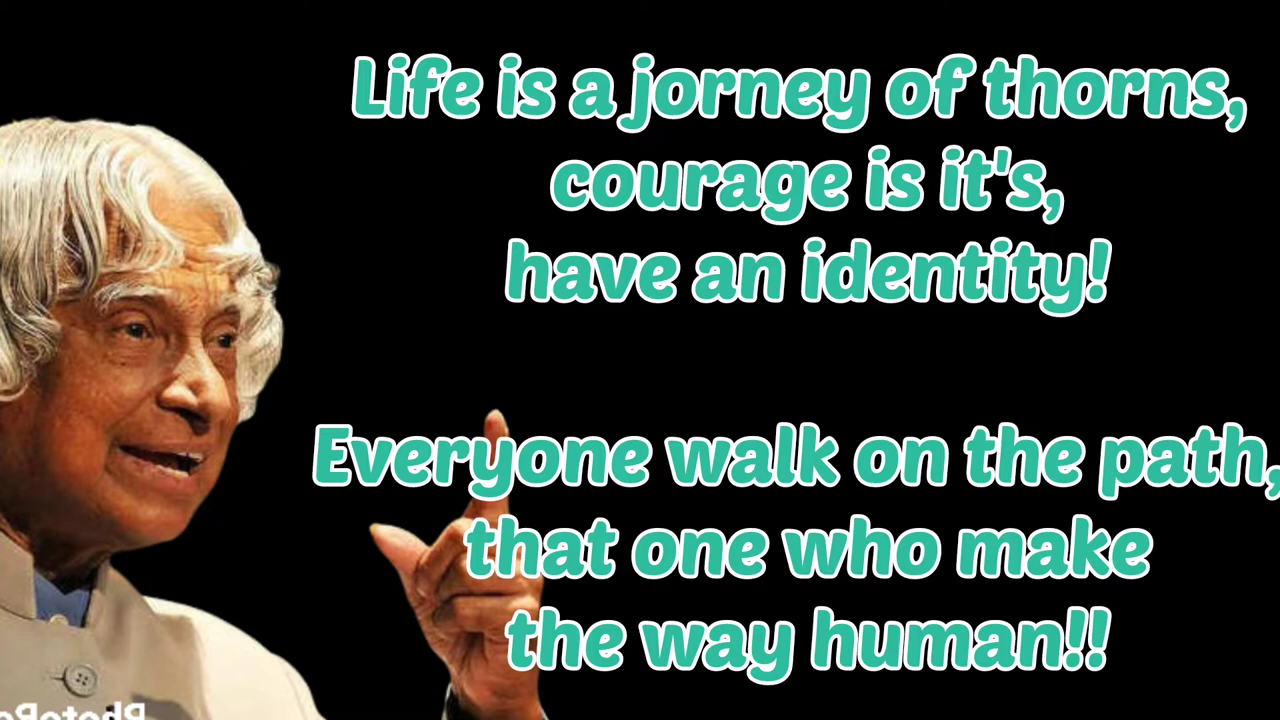 Life is a jorney of thorns,
courage is it's,
have an identity!
Everyone walk on the path,
that one who make
the way human!!